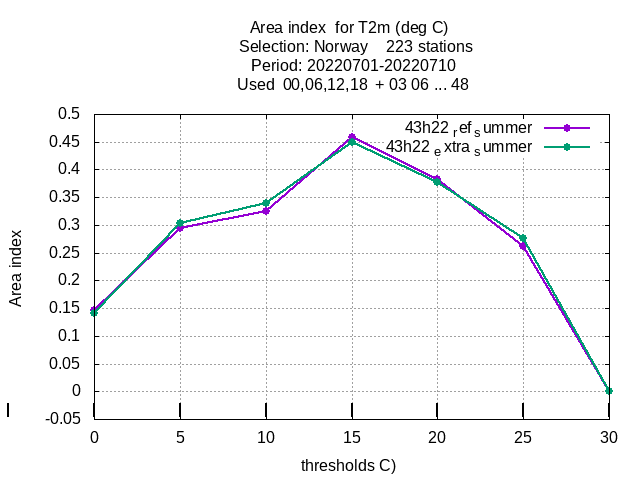 Area index  for T2m (deg C)
Selection: Norway    223 stations
Period: 20220701-20220710
Used  00,06,12,18  + 03 06 ... 48
0.5
0.45
0.4
0.35
0.3
0.25
0.2
0.15
0.1
0.05
0
-0.05
43h22 ref summer
43h22 extra summer
Area index
0 5 10 15 20 25 30
thresholds C)